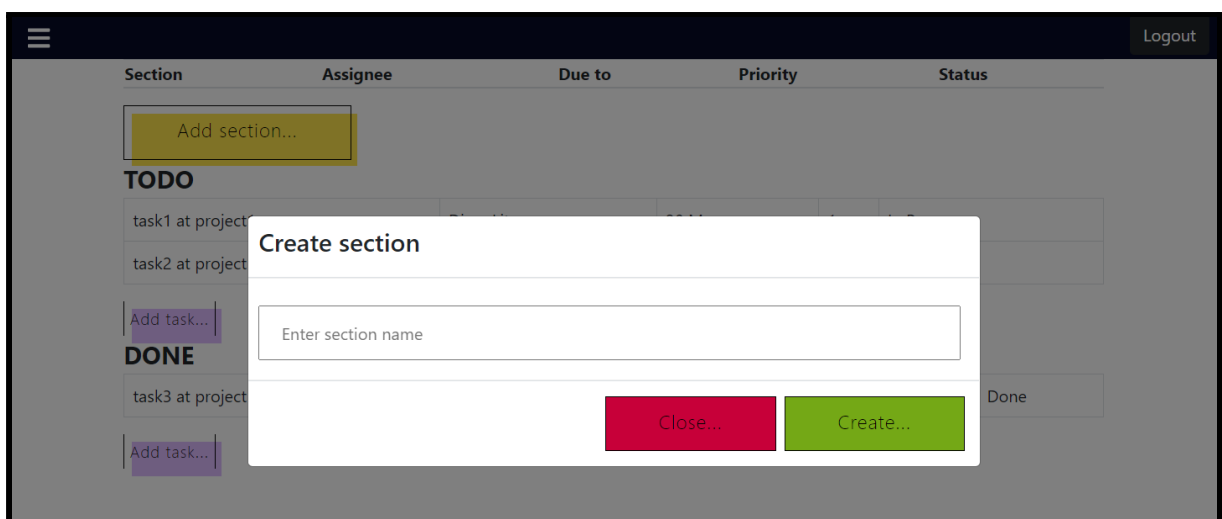 Logout
Section Assignee Due to Priority Status
Add section...
TODO
task1 at project
task2 at project
Create section
Enter section name
Add task...
DONE
task3 at project Done
Close... Create...
Add task...